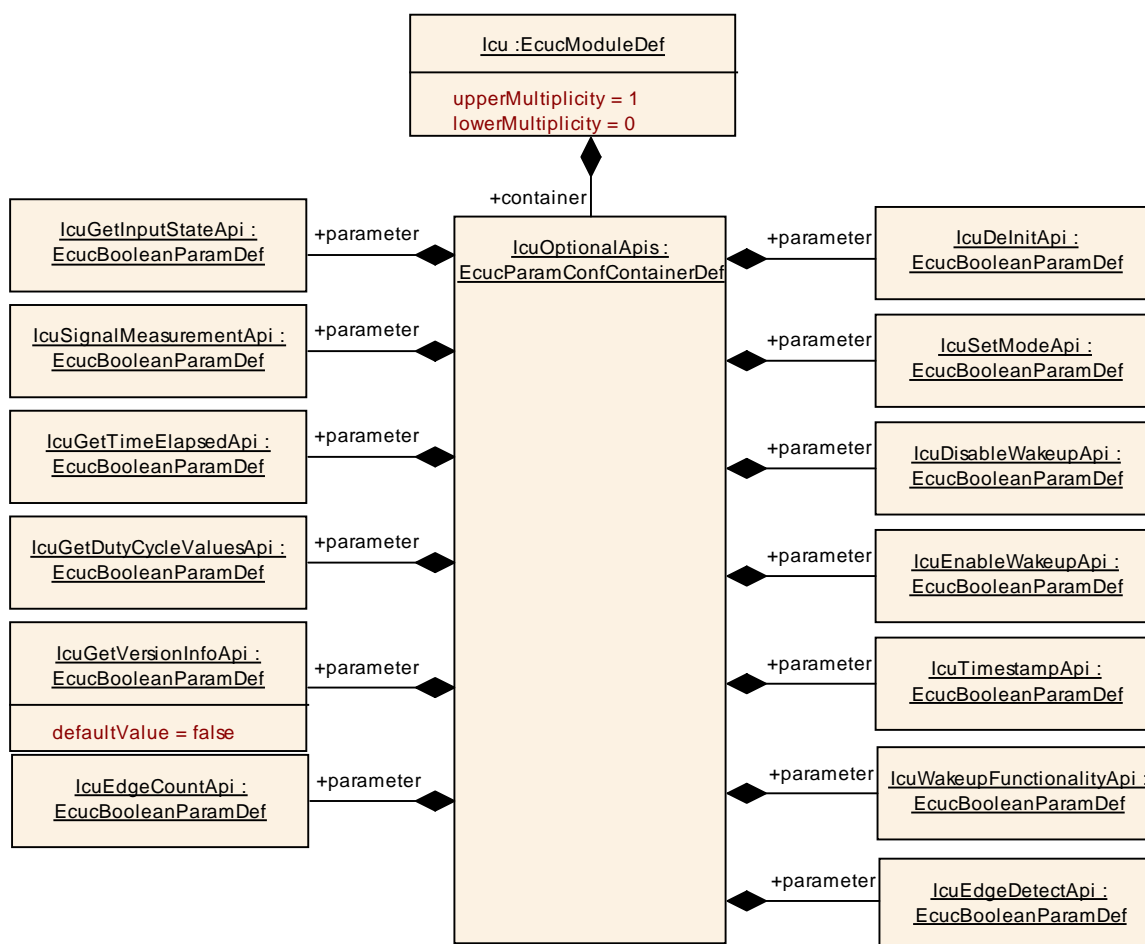 Icu :EcucModuleDef
upperMultiplicity = 1
lowerMultiplicity = 0
+container
IcuOptionalApis :
EcucParamConfContainerDef
IcuGetInputStateApi :
EcucBooleanParamDef
+parameter
IcuSignalMeasurementApi :
EcucBooleanParamDef
+parameter
IcuGetTimeElapsedApi :
EcucBooleanParamDef
+parameter
IcuGetDutyCycleValuesApi :
EcucBooleanParamDef
+parameter
IcuGetVersionInfoApi :
EcucBooleanParamDef
defaultValue = false
+parameter
IcuEdgeCountApi :
EcucBooleanParamDef
+parameter
+parameter
IcuDeInitApi :
EcucBooleanParamDef
+parameter
IcuSetModeApi :
EcucBooleanParamDef
+parameter
IcuDisableWakeupApi :
EcucBooleanParamDef
+parameter
IcuEnableWakeupApi :
EcucBooleanParamDef
+parameter
IcuTimestampApi :
EcucBooleanParamDef
+parameter
IcuWakeupFunctionalityApi :
EcucBooleanParamDef
+parameter
IcuEdgeDetectApi :
EcucBooleanParamDef